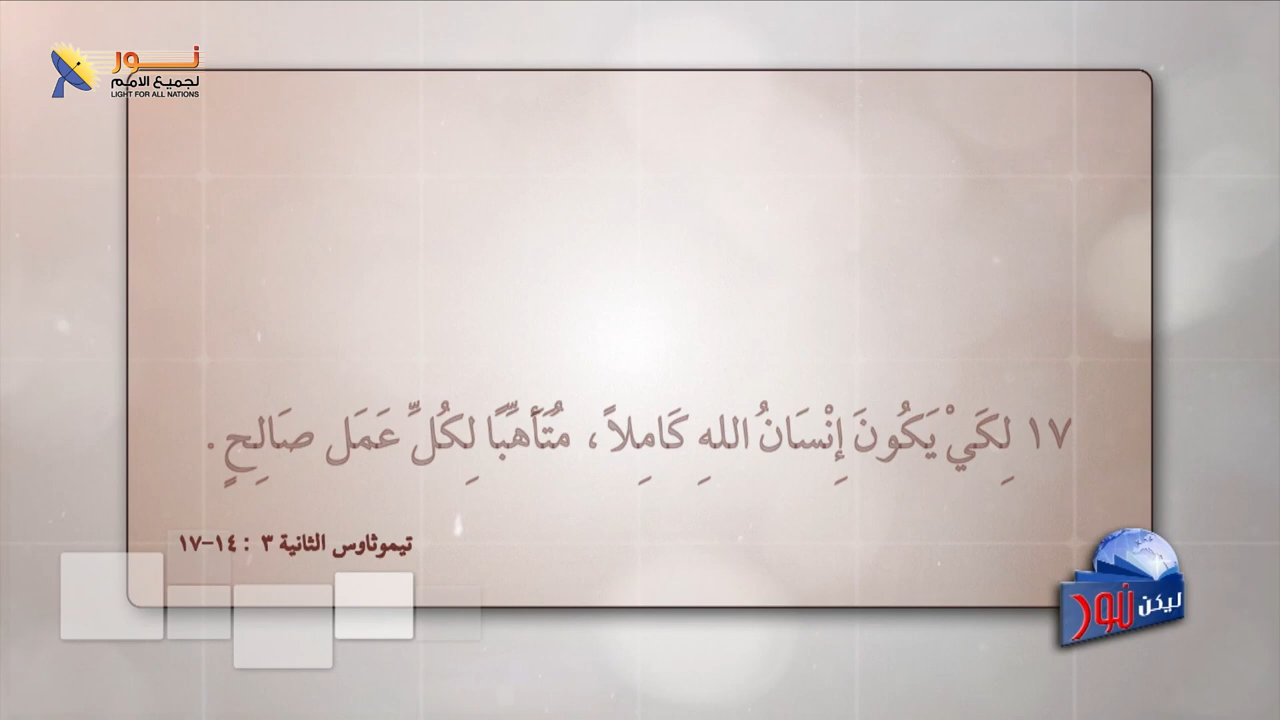 نـــور
لجميع الامم
LIGHT FOR ALL NATIONS
١٧ لِكَيْ يَكُونَ إِنْسَانُ اللهِ كَامِلاً، مُتَأَهِّبًا لِكُلِّ عَمَل صَالِحٍ.
تيموثاوس الثانية ٣ : ١٤-١٧
ليكن نور